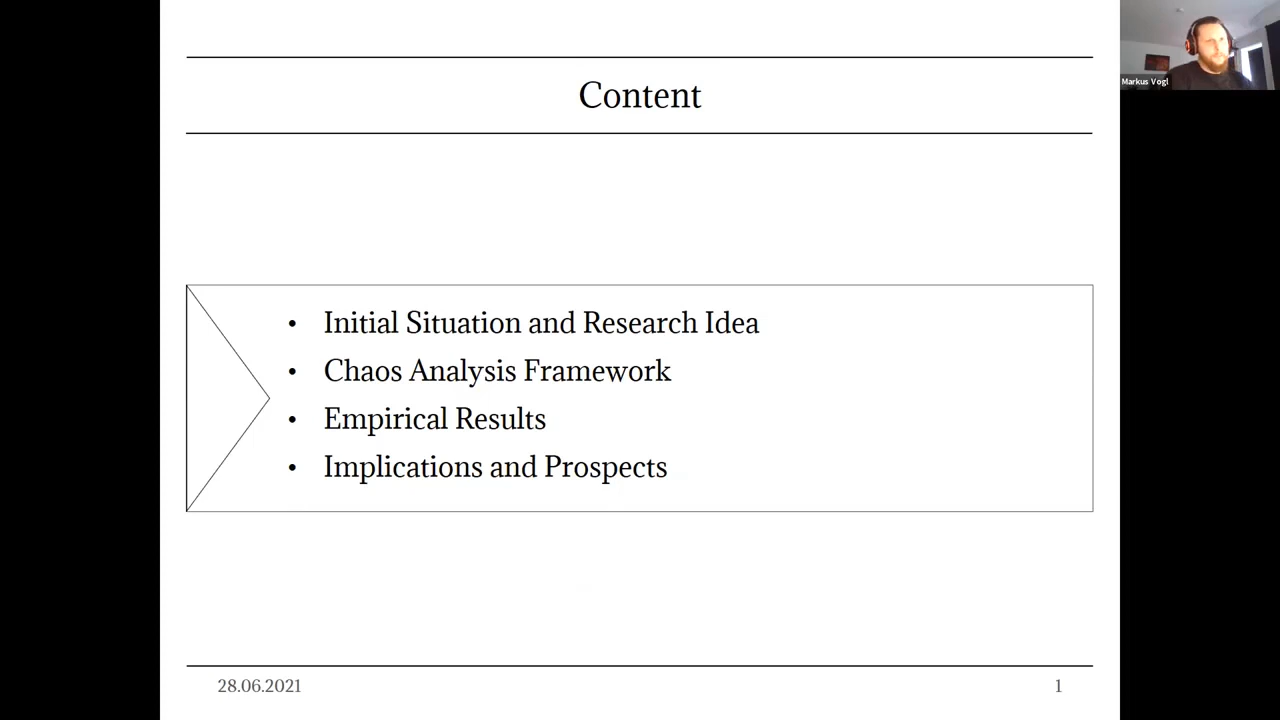 Content
Markus Vogl
• Initial Situation and Research Idea
• Chaos Analysis Framework
• Empirical Results
• Implications and Prospects
28.06.2021
1